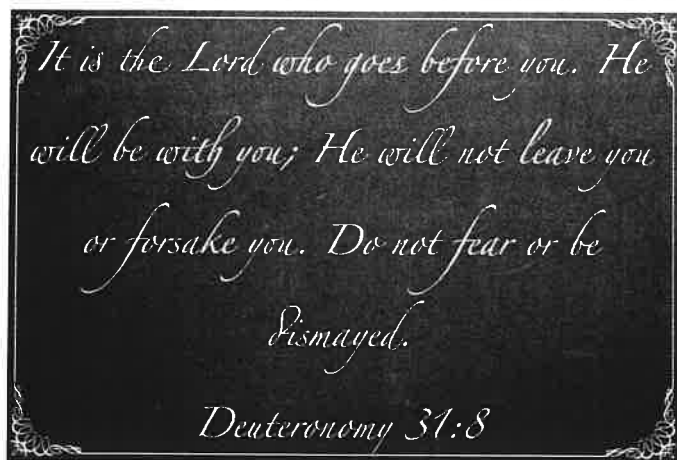 It is the Lord who goes before you. He
will be with you; He will not leave you
or forsake you. Do not fear or be
dismayed.
Deuteronomy 31:8